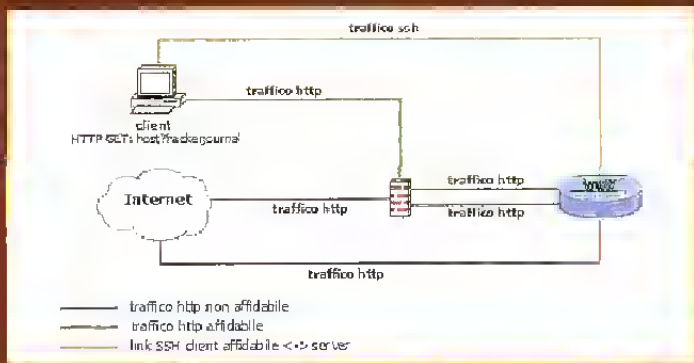 traffico ssh
traffico http
client
HTTP GET: host?hackerjournal
Internet
traffico http
traffico http
traffico http
traffico http
traffico http non affidabile
traffico http affidabile
link SSH client affidabile <-> server